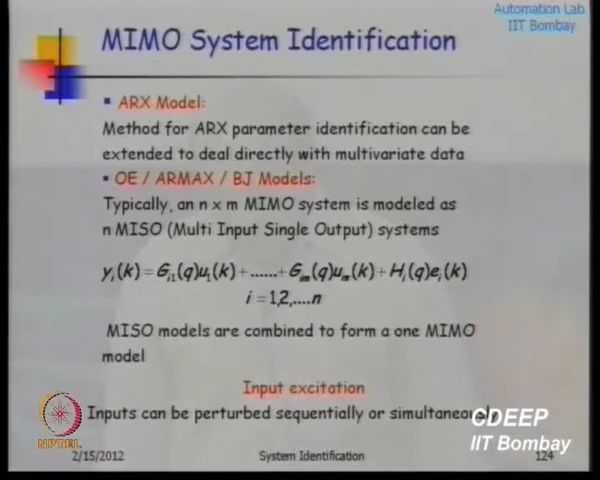 Automation Lab
IIT Bombay
MIMO System Identification
ARX Model:
Method for ARX parameter identification can be
extended to deal directly with multivariate data
OE / ARMAX / BJ Models:
Typically, an n x m MIMO system is modeled as
n MISO (Multi Input Single Output) systems
y_i(k) = G_i1(q)u_1(k) + ...... + G_im(q)u_m(k) + H_i(q)e_i(k)
i = 1,2,....n
MISO models are combined to form a one MIMO
model
Input excitation
Inputs can be perturbed sequentially or simultaneously
CDEEP
IIT Bombay
NPTEL
2/15/2012
System Identification
124